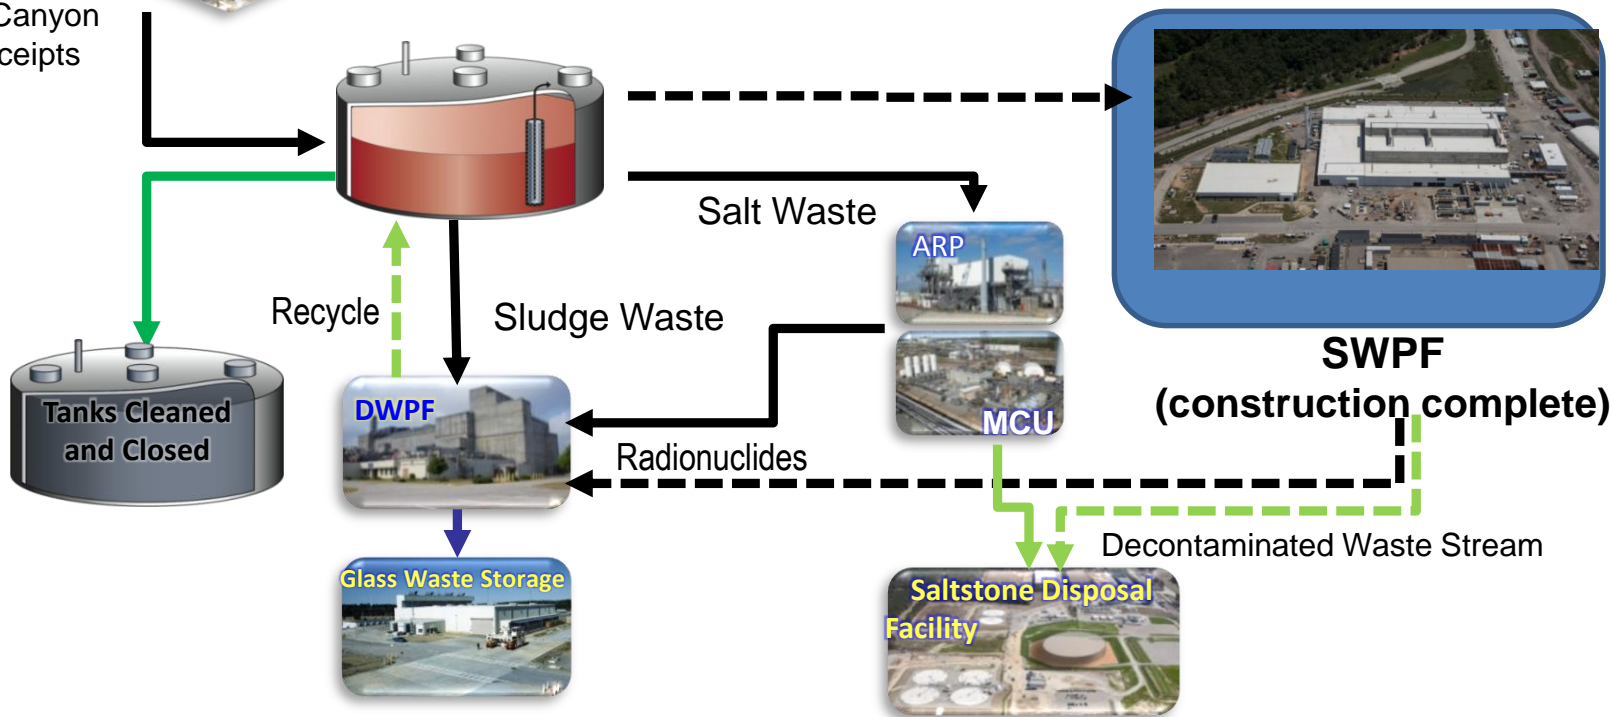 Canyon
ceipts
Salt Waste
ARP
Recycle
Sludge Waste
SWPF
(construction complete)
Tanks Cleaned
and Closed
DWPF
MCU
Radionuclides
Decontaminated Waste Stream
Glass Waste Storage
Saltstone Disposal
Facility